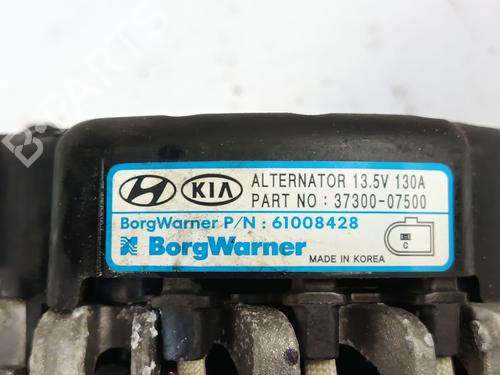 KIA
ALTERNATOR 13.5V 130A
PART NO : 37300-07500
BorgWarner P/N : 61008428
BorgWarner
C
MADE IN KOREA